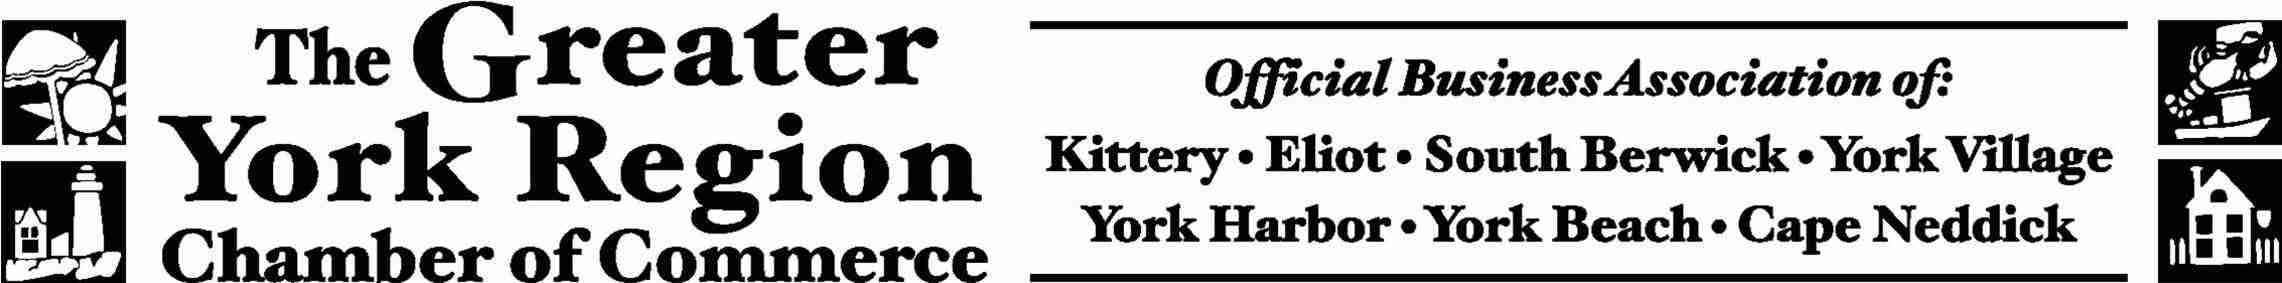 The Greater
York Region
Chamber of Commerce
Official Business Association of:
Kittery • Eliot • South Berwick • York Village
York Harbor • York Beach • Cape Neddick